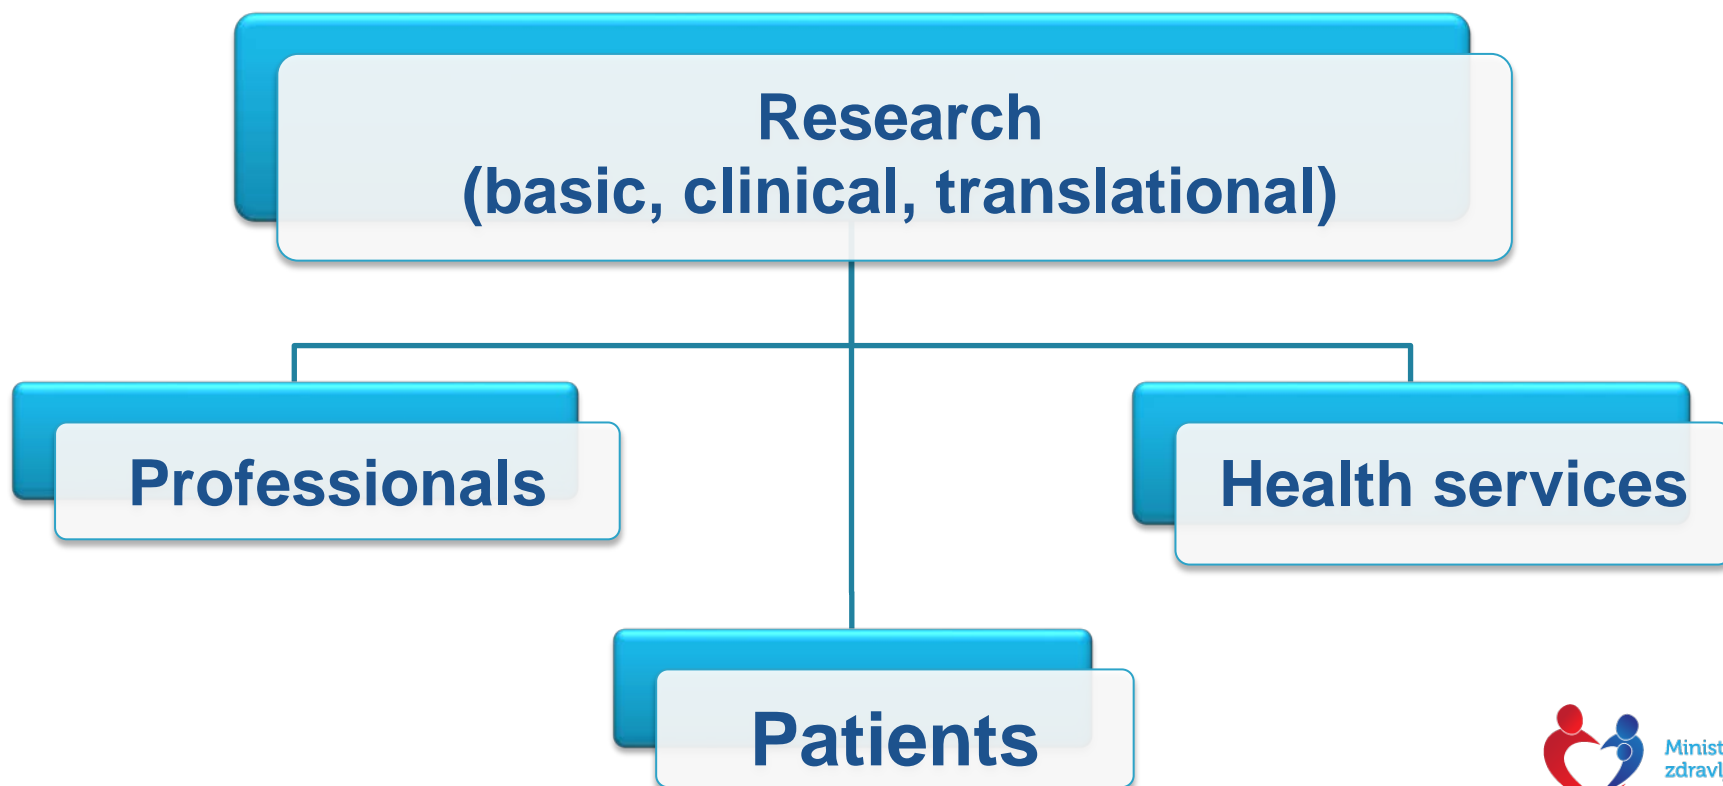 Research
(basic, clinical, translational)
Professionals
Health services
Patients